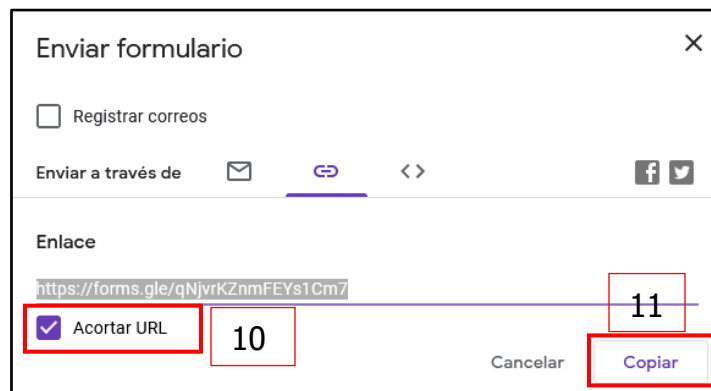 Enviar formulario
Registrar correos
Enviar a través de
Enlace
https://forms.gle/qNjvrKZnmFEYs1Cm7
Acortar URL
10
11
Cancelar
Copiar